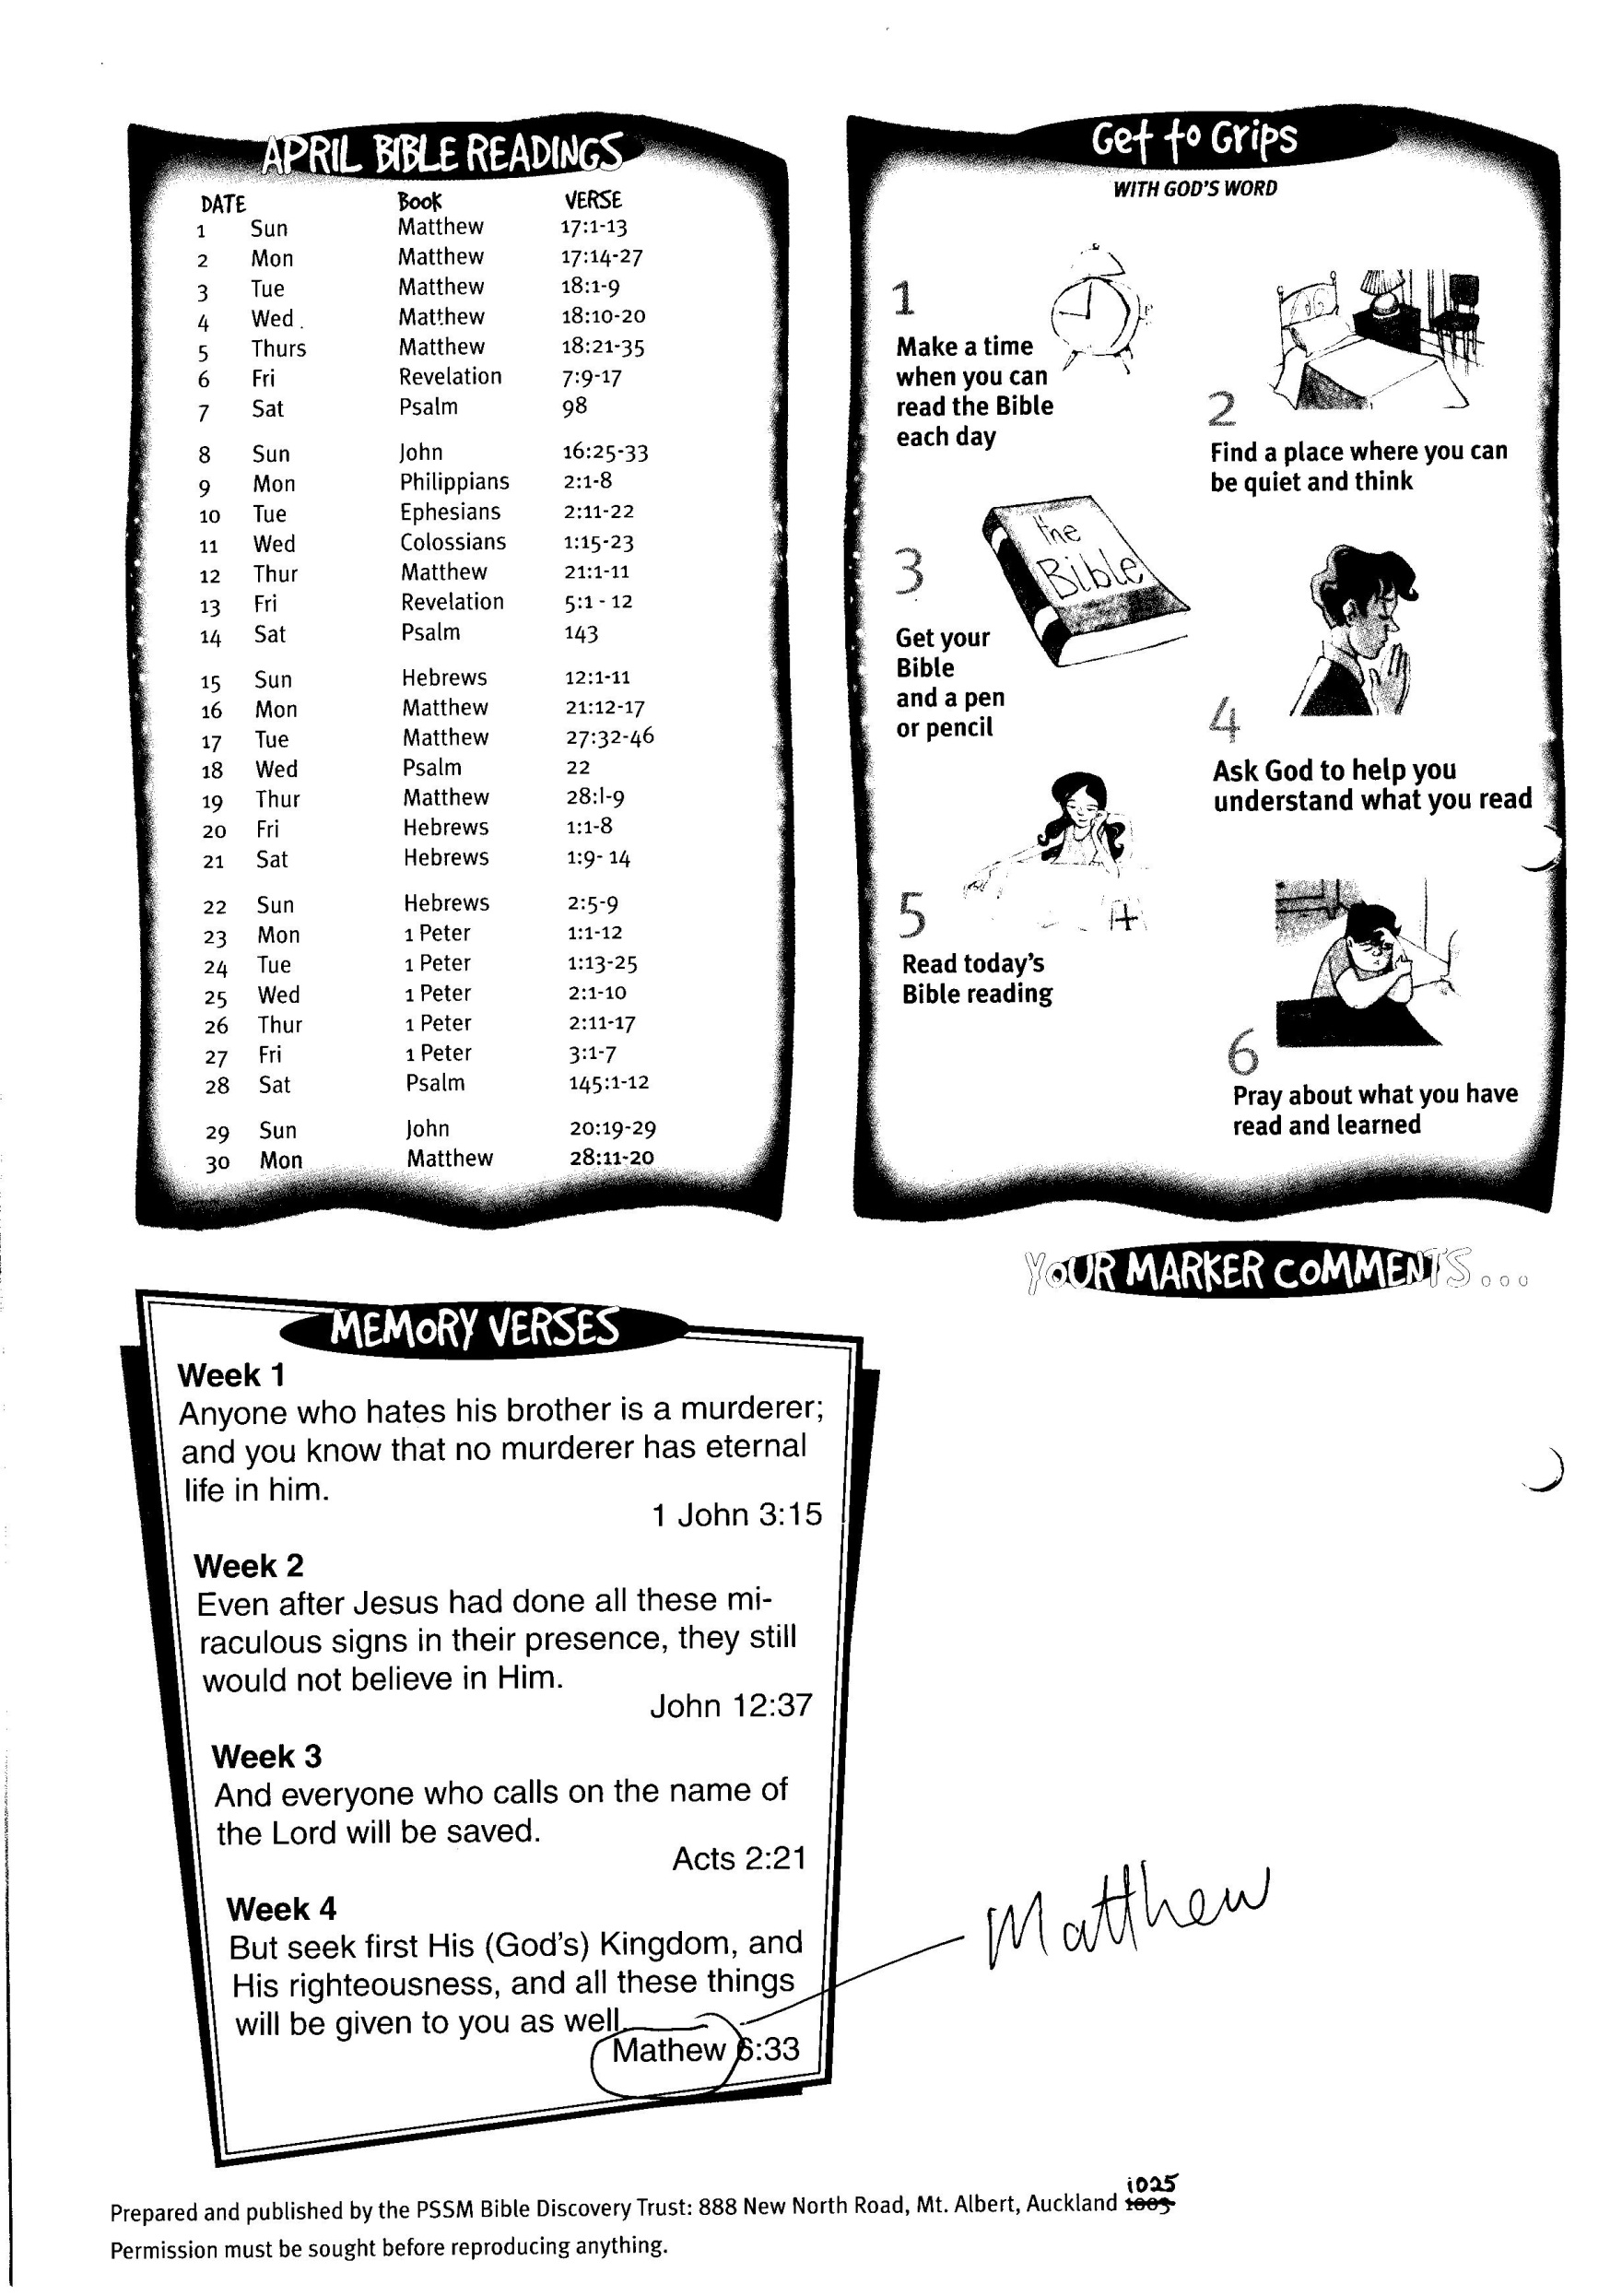 APRIL BIBLE READINGS
DATE Book VERSE
1 Sun Matthew 17:1-13
2 Mon Matthew 17:14-27
3 Tue Matthew 18:1-9
4 Wed . Matthew 18:10-20
5 Thurs Matthew 18:21-35
6 Fri Revelation 7:9-17
7 Sat Psalm 98
8 Sun John 16:25-33
9 Mon Philippians 2:1-8
10 Tue Ephesians 2:11-22
11 Wed Colossians 1:15-23
12 Thur Matthew 21:1-11
13 Fri Revelation 5:1 - 12
14 Sat Psalm 143
15 Sun Hebrews 12:1-11
16 Mon Matthew 21:12-17
17 Tue Matthew 27:32-46
18 Wed Psalm 22
19 Thur Matthew 28:l-9
20 Fri Hebrews 1:1-8
21 Sat Hebrews 1:9- 14
22 Sun Hebrews 2:5-9
23 Mon 1 Peter 1:1-12
24 Tue 1 Peter 1:13-25
25 Wed 1 Peter 2:1-10
26 Thur 1 Peter 2:11-17
27 Fri 1 Peter 3:1-7
28 Sat Psalm 145:1-12
29 Sun John 20:19-29
30 Mon Matthew 28:11-20
Get to Grips
WITH GOD'S WORD
1
Make a time
when you can
read the Bible
each day
2
Find a place where you can
be quiet and think
3
the
Bible
Get your
Bible
and a pen
or pencil
4
Ask God to help you
understand what you read
5
Read today's
Bible reading
6
Pray about what you have
read and learned
YOUR MARKER COMMENTS...
MEMORY VERSES
Week 1
Anyone who hates his brother is a murderer;
and you know that no murderer has eternal
life in him.
1 John 3:15
Week 2
Even after Jesus had done all these mi-
raculous signs in their presence, they still
would not believe in Him.
John 12:37
Week 3
And everyone who calls on the name of
the Lord will be saved.
Acts 2:21
Week 4
But seek first His (God's) Kingdom, and
His righteousness, and all these things
will be given to you as well.
Mathew 6:33
Matthew
1025
Prepared and published by the PSSM Bible Discovery Trust: 888 New North Road, Mt. Albert, Auckland 1003
Permission must be sought before reproducing anything.